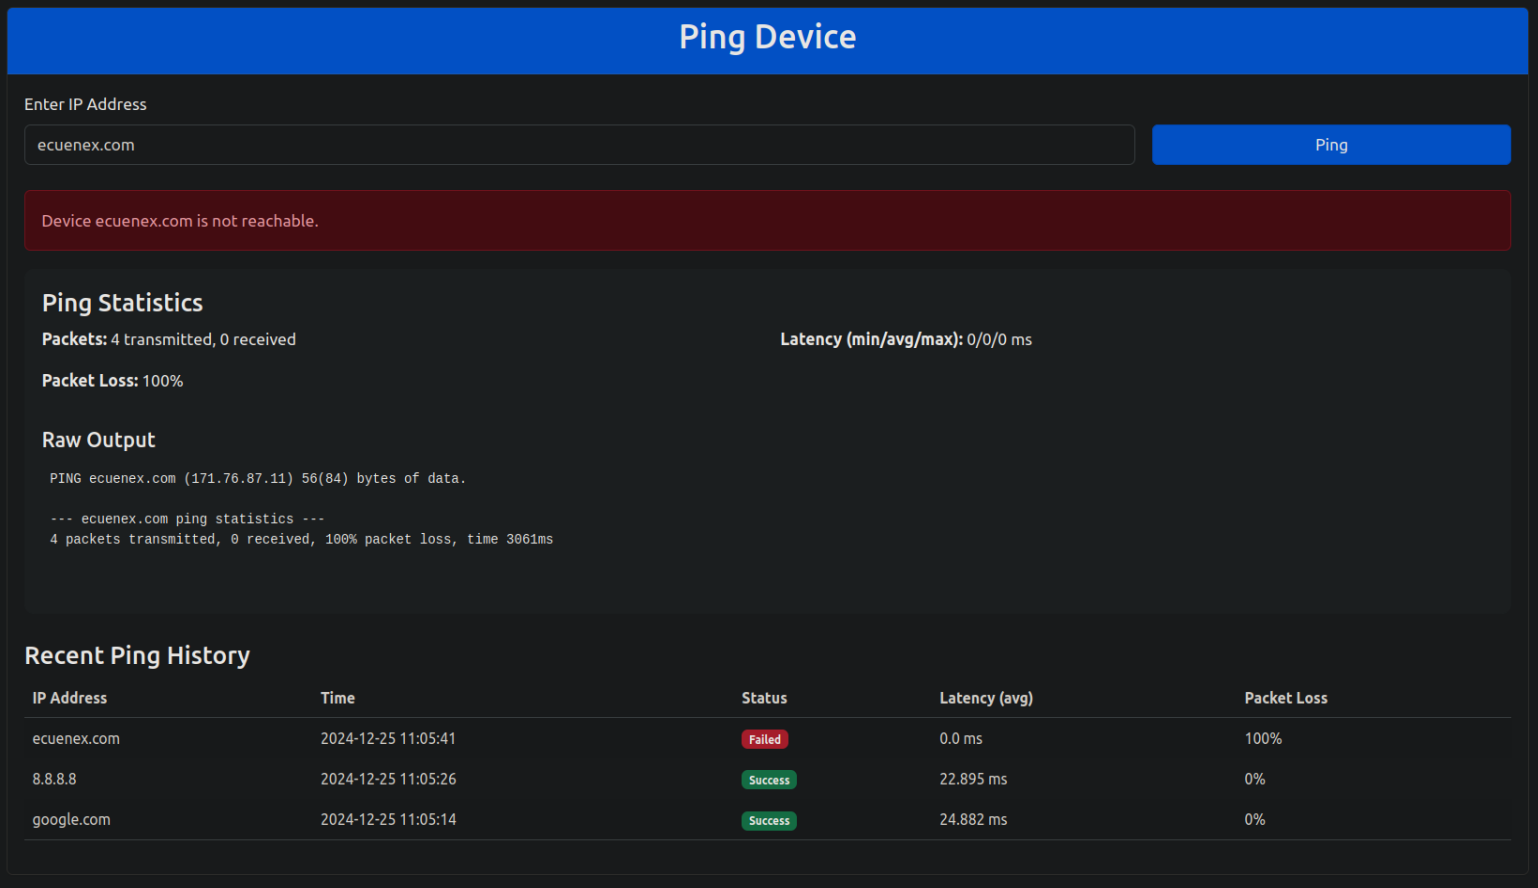 Ping Device
Enter IP Address
ecuenex.com
Ping
Device ecuenex.com is not reachable.
Ping Statistics
Packets: 4 transmitted, 0 received
Latency (min/avg/max): 0/0/0 ms
Packet Loss: 100%
Raw Output
PING ecuenex.com (171.76.87.11) 56(84) bytes of data.
--- ecuenex.com ping statistics ---
4 packets transmitted, 0 received, 100% packet loss, time 3061ms
Recent Ping History
IP Address Time Status Latency (avg) Packet Loss
ecuenex.com 2024-12-25 11:05:41 Failed 0.0 ms 100%
8.8.8.8 2024-12-25 11:05:26 Success 22.895 ms 0%
google.com 2024-12-25 11:05:14 Success 24.882 ms 0%